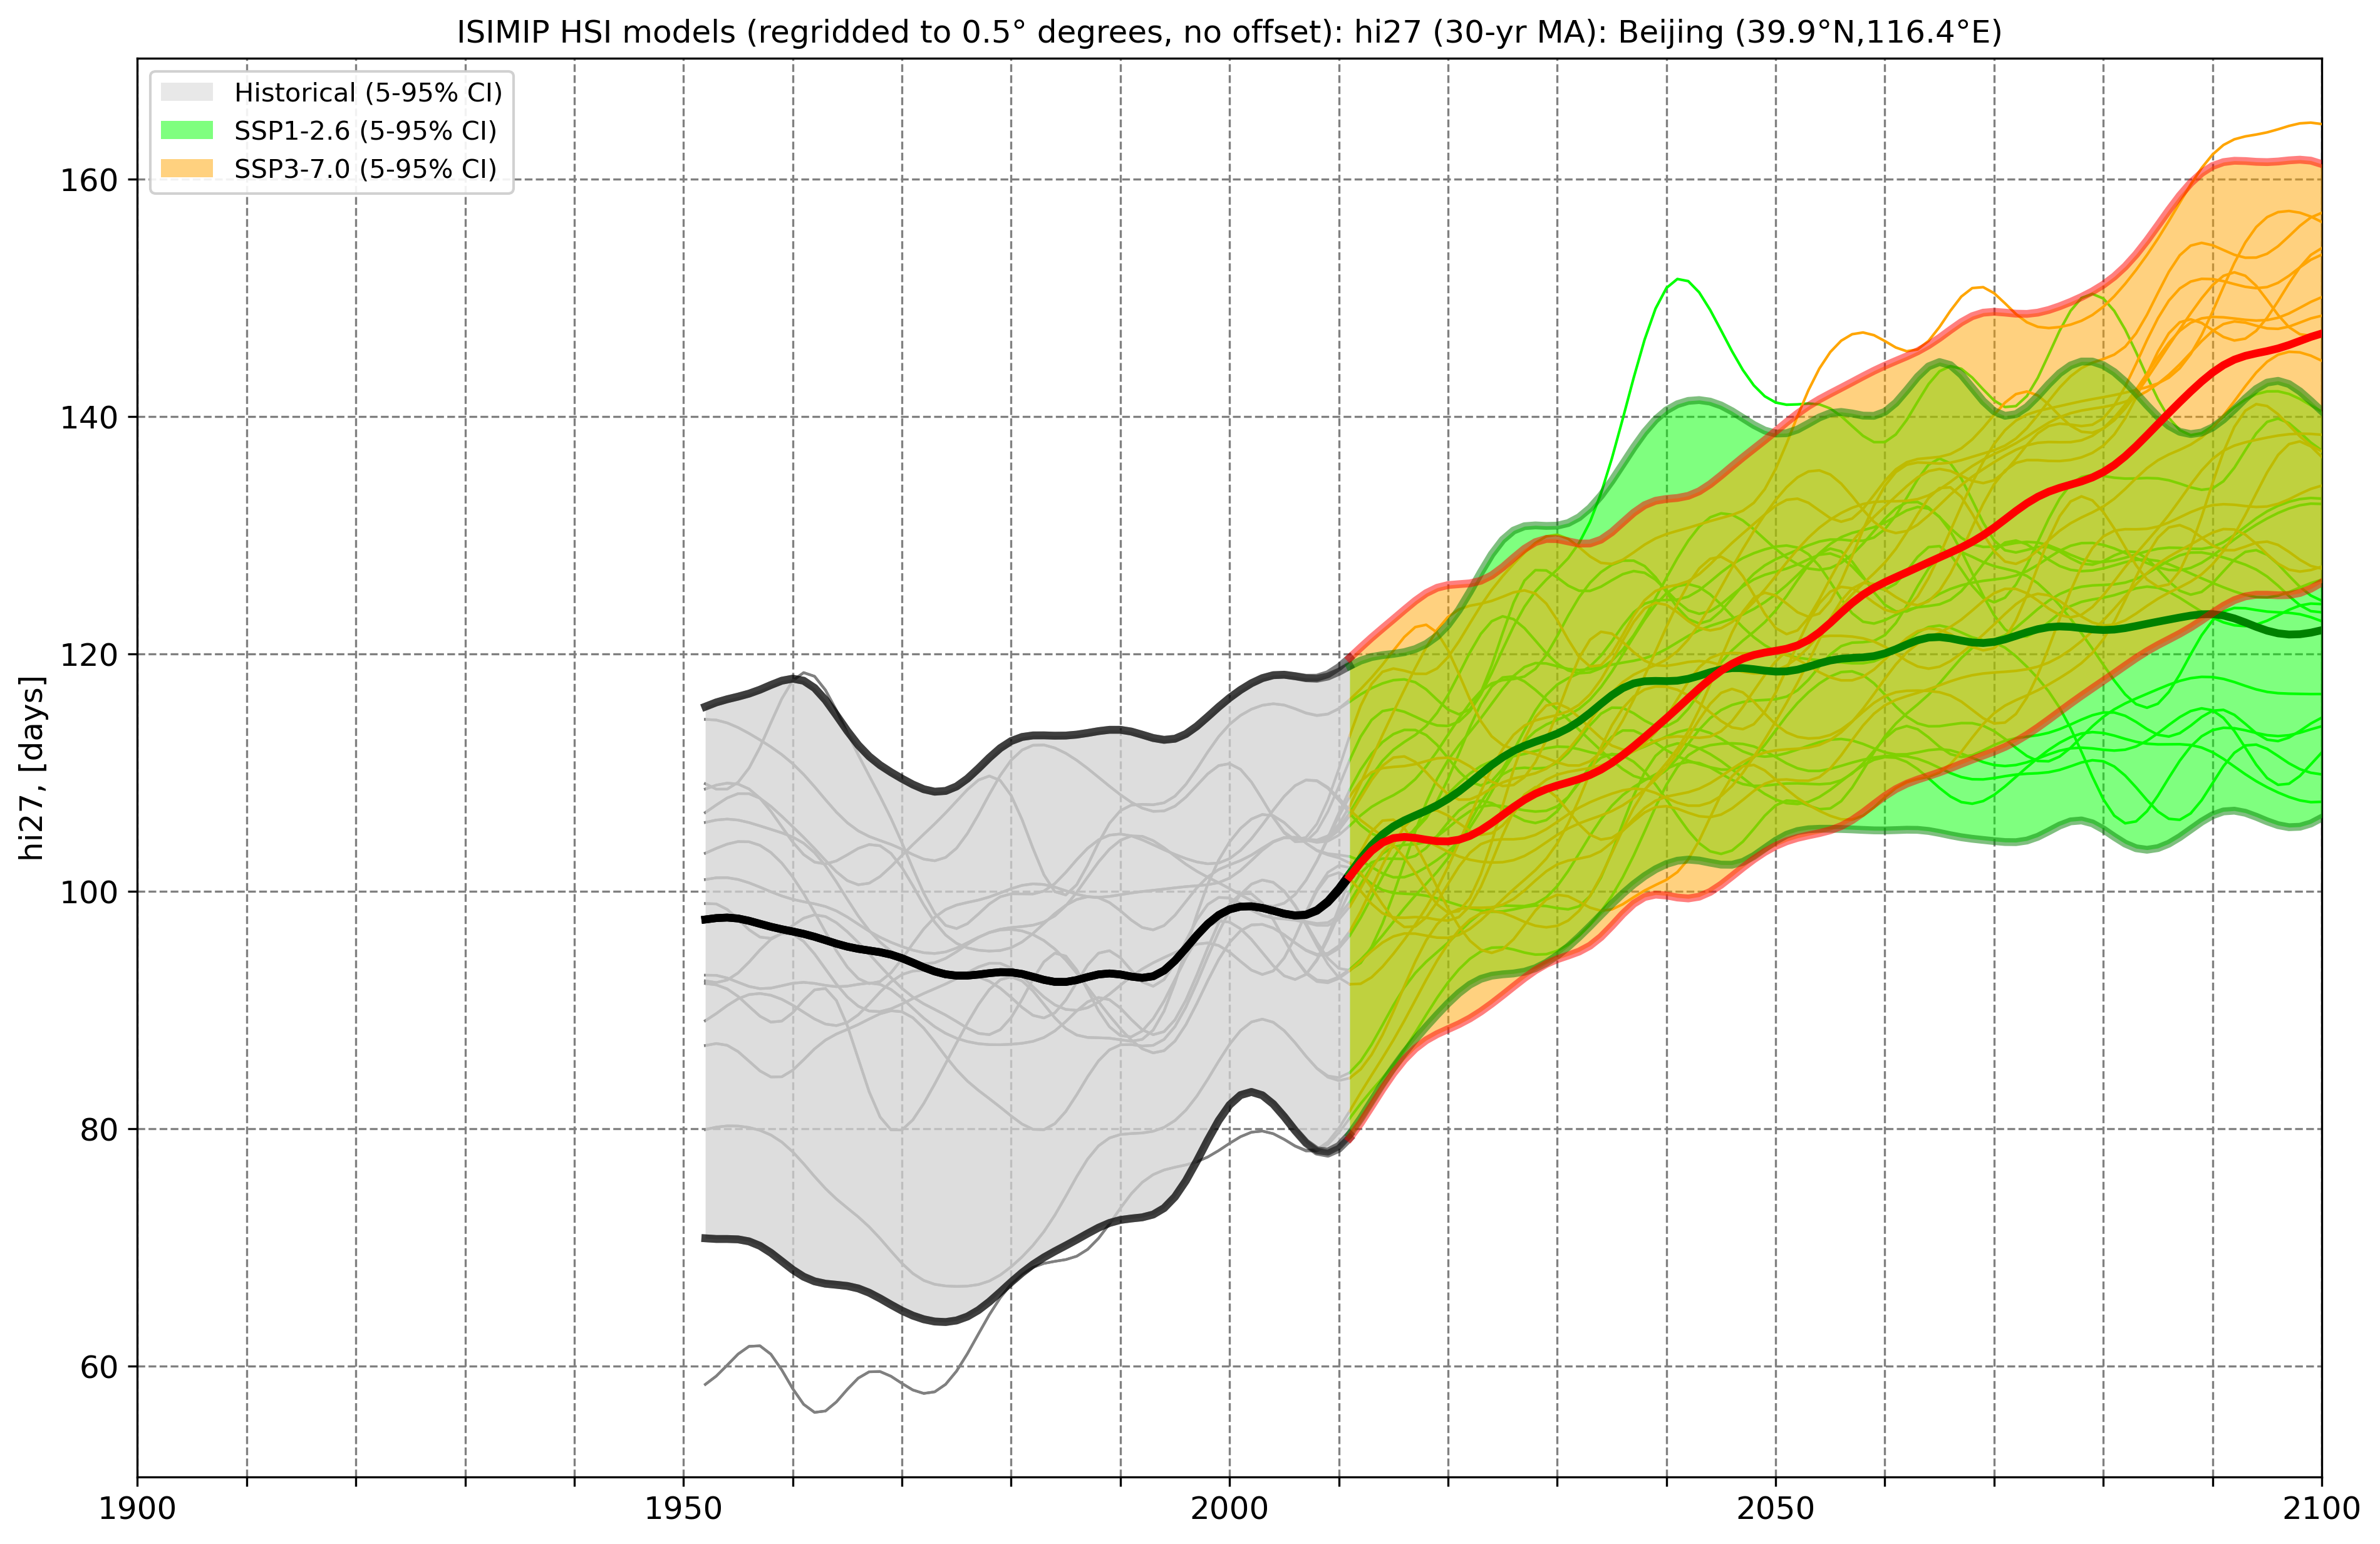 ISIMIP HSI models (regridded to 0.5° degrees, no offset): hi27 (30-yr MA): Beijing (39.9°N,116.4°E)
Historical (5-95% CI)
SSP1-2.6 (5-95% CI)
SSP3-7.0 (5-95% CI)
160
140
120
100
80
60
hi27, [days]
1900
1950
2000
2050
2100